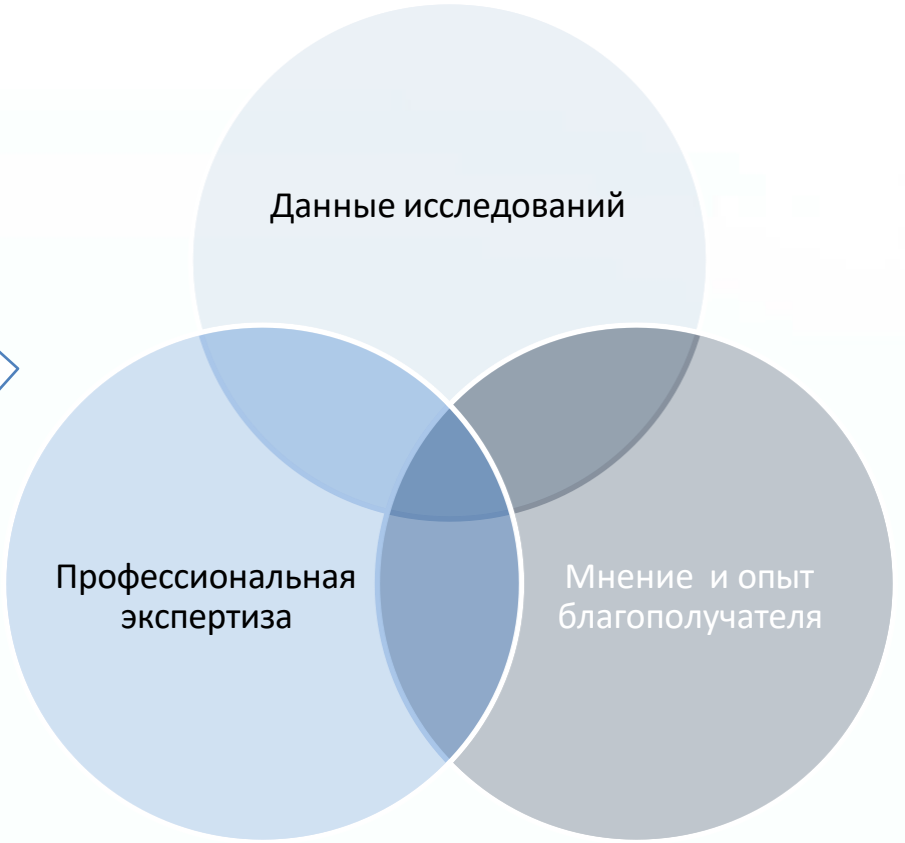 Данные исследований
Профессиональная
экспертиза
Мнение и опыт
благополучателя